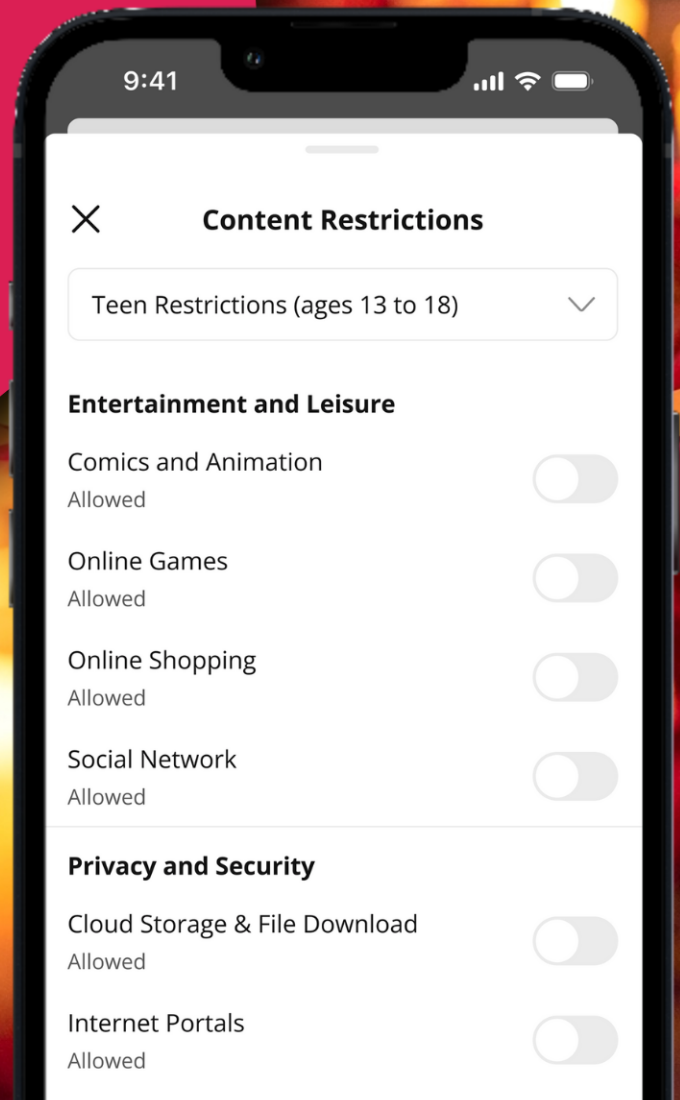 9:41
Content Restrictions
Teen Restrictions (ages 13 to 18)
Entertainment and Leisure
Comics and Animation
Allowed
Online Games
Allowed
Online Shopping
Allowed
Social Network
Allowed
Privacy and Security
Cloud Storage & File Download
Allowed
Internet Portals
Allowed